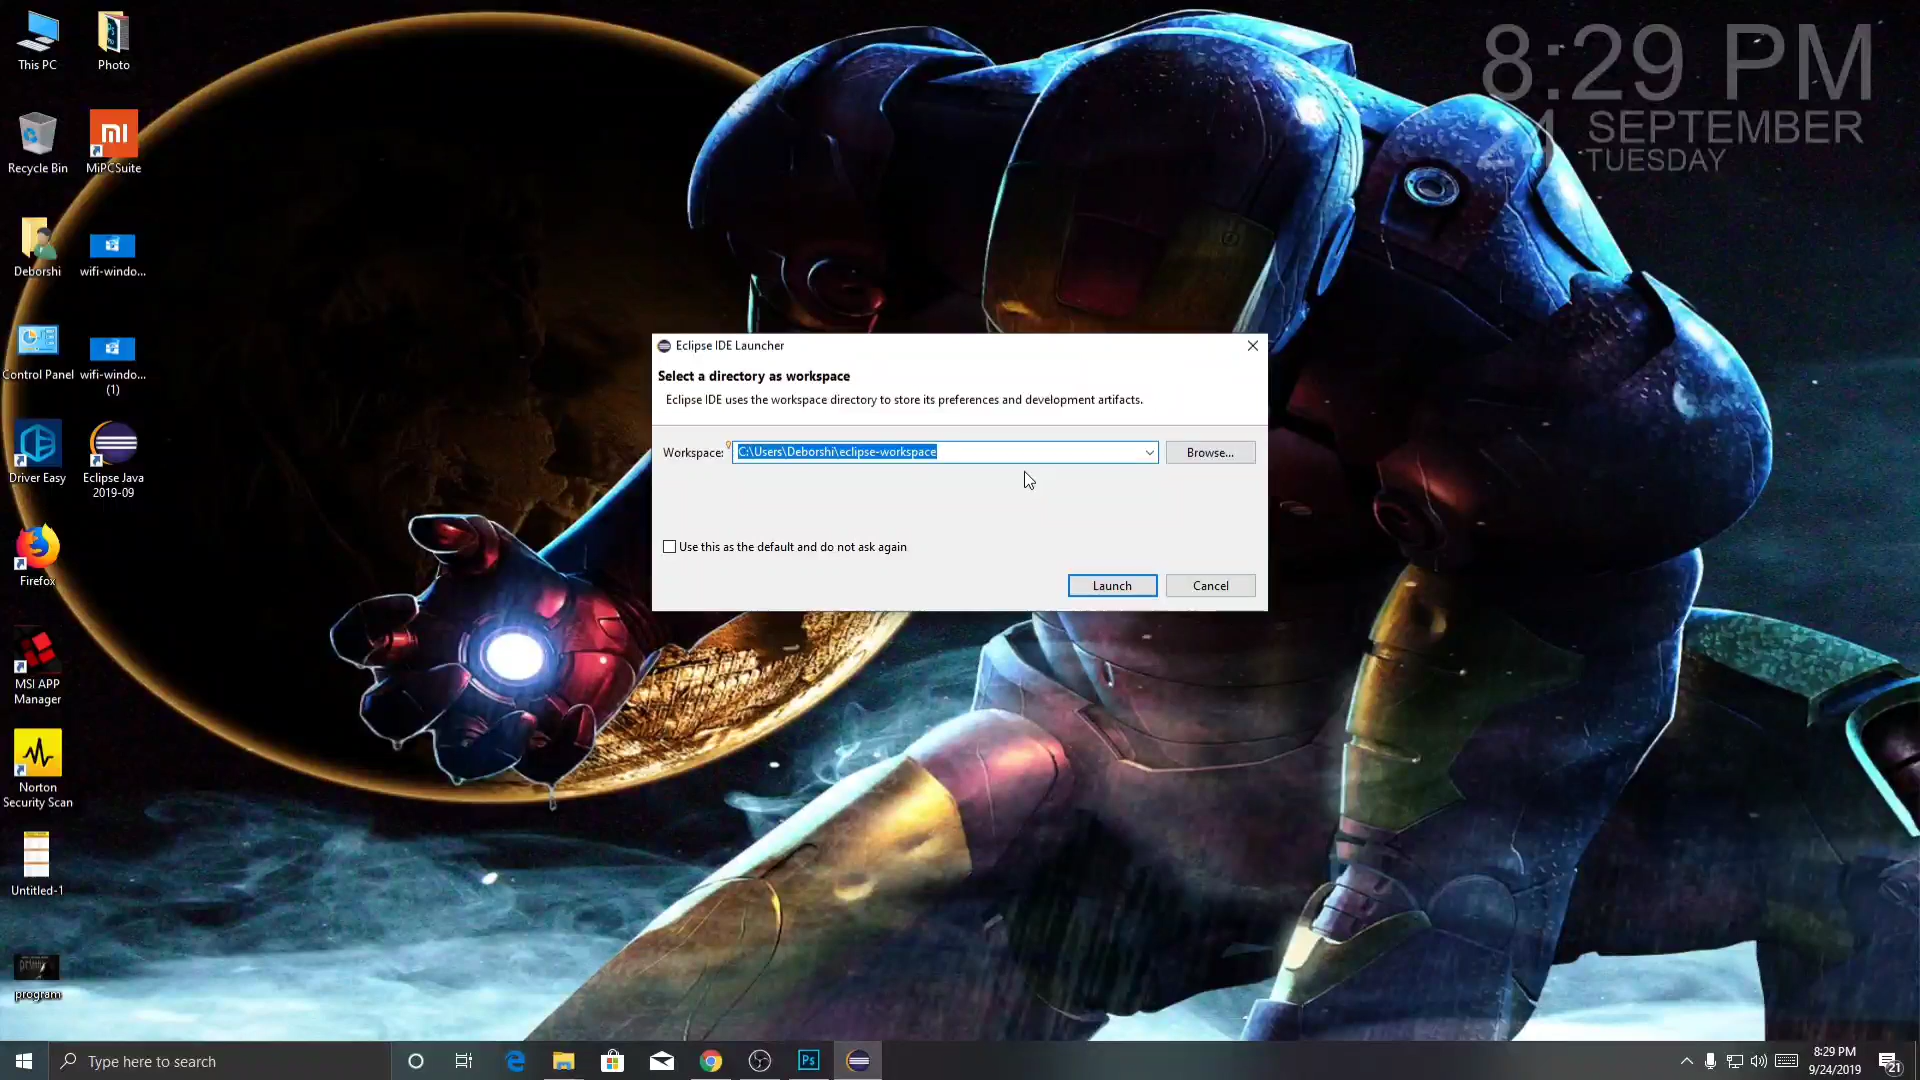 This PC
Photo
Recycle Bin
MiPCSuite
Deborshi
wifi-windo...
Control Panel
wifi-windo...
(1)
Driver Easy
Eclipse Java
2019-09
Firefox
MSI APP
Manager
Norton
Security Scan
Untitled-1
program
8:29 PM
24 SEPTEMBER
TUESDAY
Eclipse IDE Launcher
Select a directory as workspace
Eclipse IDE uses the workspace directory to store its preferences and development artifacts.
Workspace: C:\Users\Deborshi\eclipse-workspace Browse...
Use this as the default and do not ask again
Launch Cancel
Type here to search
Ps
8:29 PM
9/24/2019
21